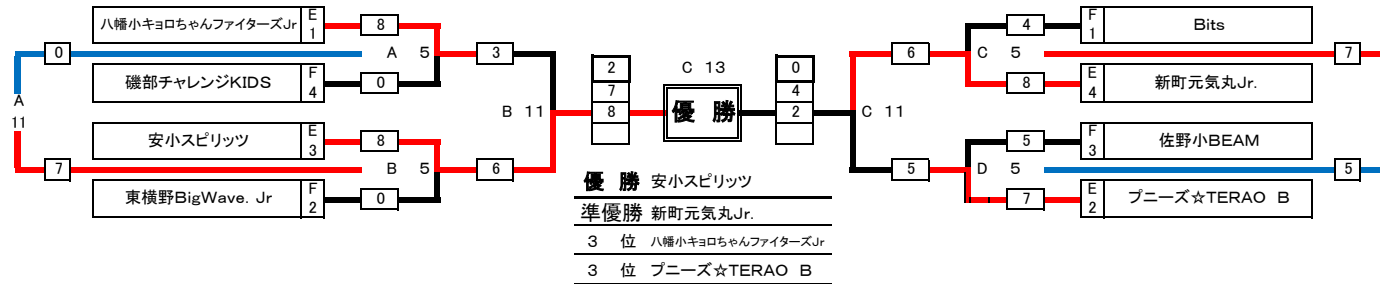 八幡小キョロちゃんファイターズJr E 1 8
0 A 5 3
磯部チャレンジKIDS F 4 0
A 11
B 11
安小スピリッツ E 3 8
7 B 5 6
東横野BigWave．Jr F 2 0
2 C 13 0
7 4
8 優勝 2
優勝 安小スピリッツ
準優勝 新町元気丸Jr.
3 位 八幡小キョロちゃんファイターズJr
3 位 プニーズ☆TERAO B
4 F 1 Bits
6 C 5 7
8 E 4 新町元気丸Jr.
C 11
5 F 3 佐野小BEAM
5 D 5 5
7 E 2 プニーズ☆TERAO B